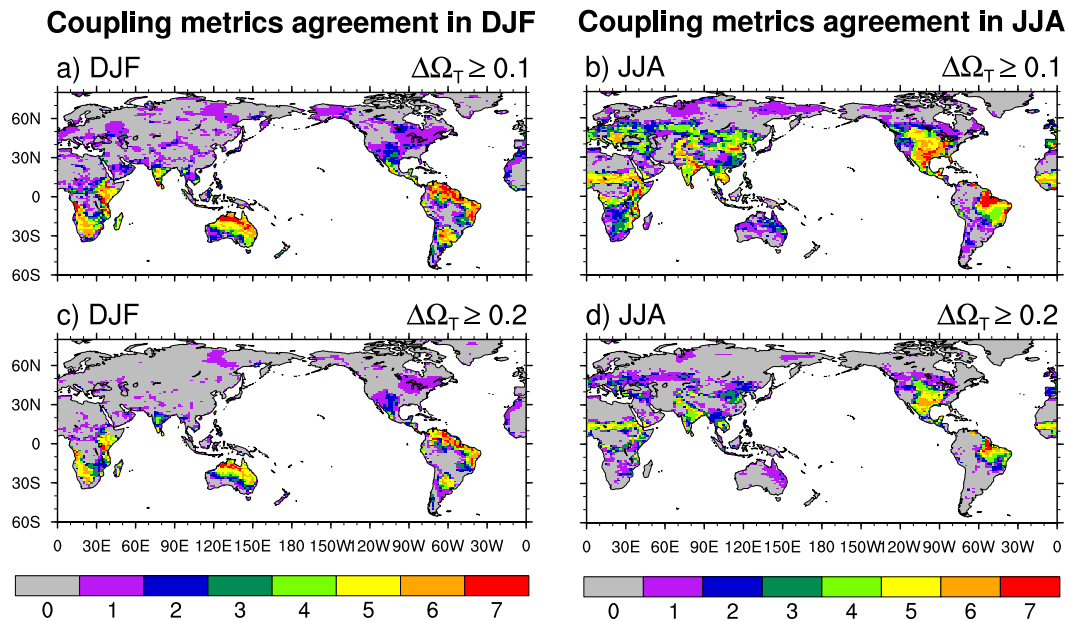 Coupling metrics agreement in DJF
Coupling metrics agreement in JJA
a) DJF ΔΩT ≥ 0.1
b) JJA ΔΩT ≥ 0.1
60N
30N
0
30S
60S
60N
30N
0
30S
60S
c) DJF ΔΩT ≥ 0.2
d) JJA ΔΩT ≥ 0.2
60N
30N
0
30S
60S
60N
30N
0
30S
60S
0 30E 60E 90E 120E 150E 180 150W 120W 90W 60W 30W 0
0 30E 60E 90E 120E 150E 180 150W 120W 90W 60W 30W 0
0 1 2 3 4 5 6 7
0 1 2 3 4 5 6 7